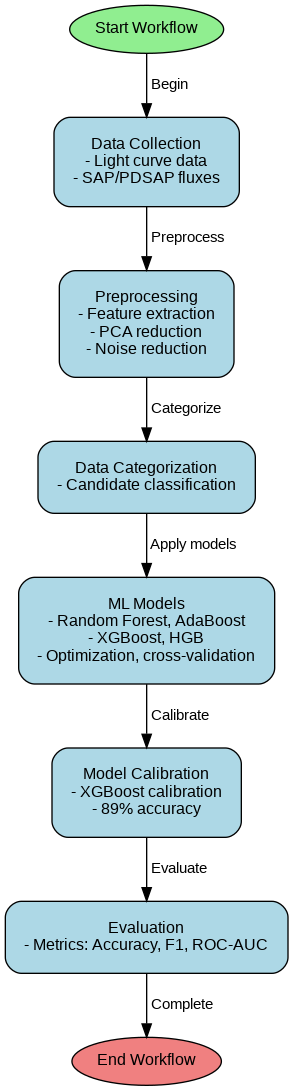 Start Workflow
Begin
Data Collection
- Light curve data
- SAP/PDSAP fluxes
Preprocess
Preprocessing
- Feature extraction
- PCA reduction
- Noise reduction
Categorize
Data Categorization
- Candidate classification
Apply models
ML Models
- Random Forest, AdaBoost
- XGBoost, HGB
- Optimization, cross-validation
Calibrate
Model Calibration
- XGBoost calibration
- 89% accuracy
Evaluate
Evaluation
- Metrics: Accuracy, F1, ROC-AUC
Complete
End Workflow